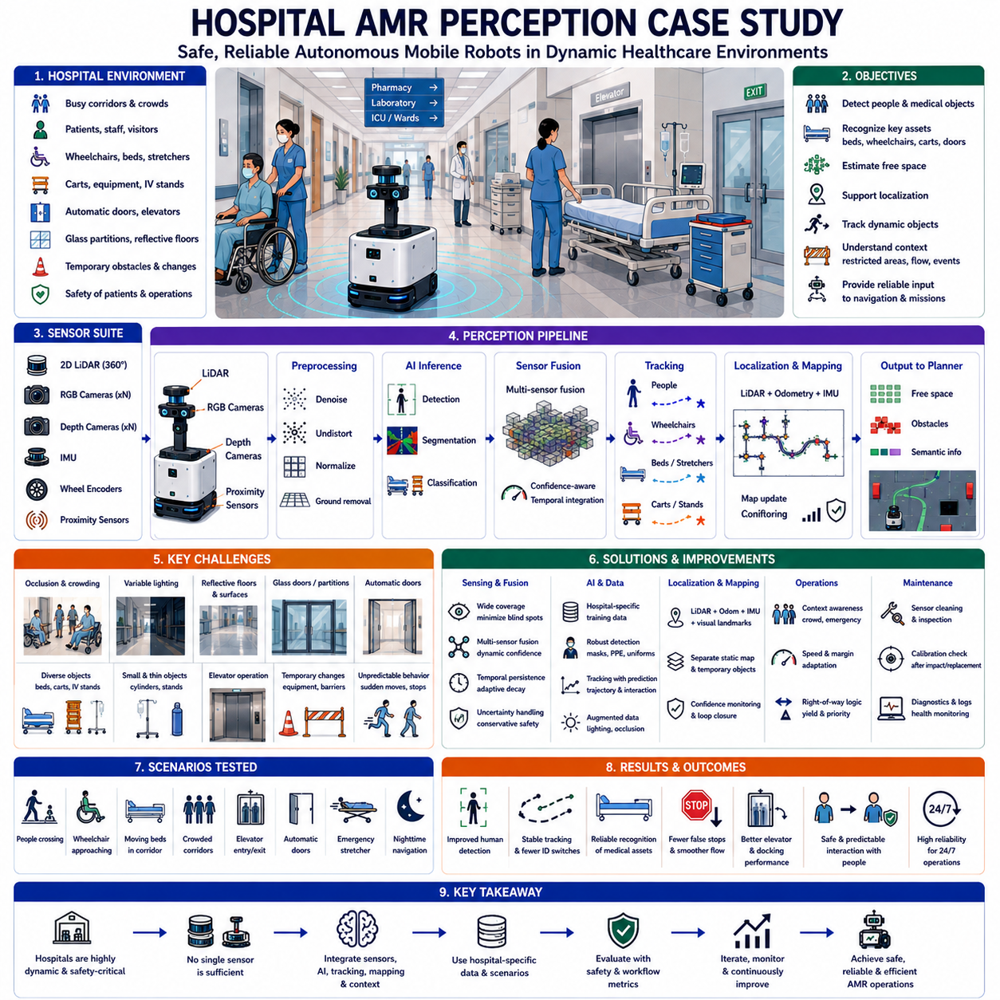 HOSPITAL AMR PERCEPTION CASE STUDY
Safe, Reliable Autonomous Mobile Robots in Dynamic Healthcare Environments
1. HOSPITAL ENVIRONMENT
Busy corridors & crowds
Patients, staff, visitors
Wheelchairs, beds, stretchers
Carts, equipment, IV stands
Automatic doors, elevators
Glass partitions, reflective floors
Temporary obstacles & changes
Safety of patients & operations
Pharmacy →
Laboratory →
ICU / Wards →
Elevator
EXIT
2. OBJECTIVES
Detect people & medical objects
Recognize key assets
beds, wheelchairs, carts, doors
Estimate free space
Support localization
Track dynamic objects
Understand context
restricted areas, flow, events
Provide reliable input
to navigation & missions
3. SENSOR SUITE
2D LiDAR (360°)
RGB Cameras (xN)
Depth Cameras (xN)
IMU
Wheel Encoders
Proximity Sensors
4. PERCEPTION PIPELINE
LiDAR
RGB Cameras
Depth
Cameras
Proximity
Sensors
Preprocessing
Denoise
Undistort
Normalize
Ground removal
AI Inference
Detection
Segmentation
Classification
Sensor Fusion
Multi-sensor fusion
Confidence-aware
Temporal integration
Tracking
People
Wheelchairs
Beds / Stretchers
Carts / Stands
Localization & Mapping
LiDAR + Odometry + IMU
Map update
Coniftoring
Output to Planner
Free space
Obstacles
Semantic info
5. KEY CHALLENGES
Occlusion & crowding
Variable lighting
Reflective floors
& surfaces
Glass doors / partitions
Automatic doors
Diverse objects
beds, carts, IV stands
Small & thin objects
cylinders, stands
Elevator operation
Temporary changes
equipment, barriers
Unpredictable behavior
sudden moves, stops
6. SOLUTIONS & IMPROVEMENTS
Sensing & Fusion
Wide coverage
minimize blind spots
Multi-sensor fusion
dynamic confidence
Temporal persistence
adaptive decay
Uncertainty handling
conservative safety
AI & Data
Hospital-specific
training data
Robust detection
masks, PPE, uniforms
Tracking with prediction
trajectory & interaction
Augmented data
lighting, occlusion
Localization & Mapping
LiDAR + Odom + IMU
+ visual landmarks
Separate static map
& temporary objects
Confidence monitoring
& loop closure
Operations
Context awareness
crowd, emergency
Speed & margin
adaptation
Right-of-way logic
yield & priority
Maintenance
Sensor cleaning
& inspection
Calibration check
after impact/replacement
Diagnostics & logs
health monitoring
7. SCENARIOS TESTED
People crossing
Wheelchair
approaching
Moving beds
in corridor
Crowded
corridors
Elevator
entry/exit
Automatic
doors
Emergency
stretcher
Nighttime
navigation
8. RESULTS & OUTCOMES
Improved human
detection
Stable tracking
& fewer ID switches
Reliable recognition
of medical assets
STOP
Fewer false stops
& smoother flow
Better elevator
& docking
performance
Safe & predictable
interaction with
people
24/7
High reliability
for 24/7
operations
9. KEY TAKEAWAY
Hospitals are highly
dynamic & safety-critical
No single sensor
is sufficient
Integrate sensors,
AI, tracking, mapping
& context
Use hospital-specific
data & scenarios
Evaluate with
safety & workflow
metrics
Iterate, monitor
& continuously
improve
Achieve safe,
reliable & efficient
AMR operations